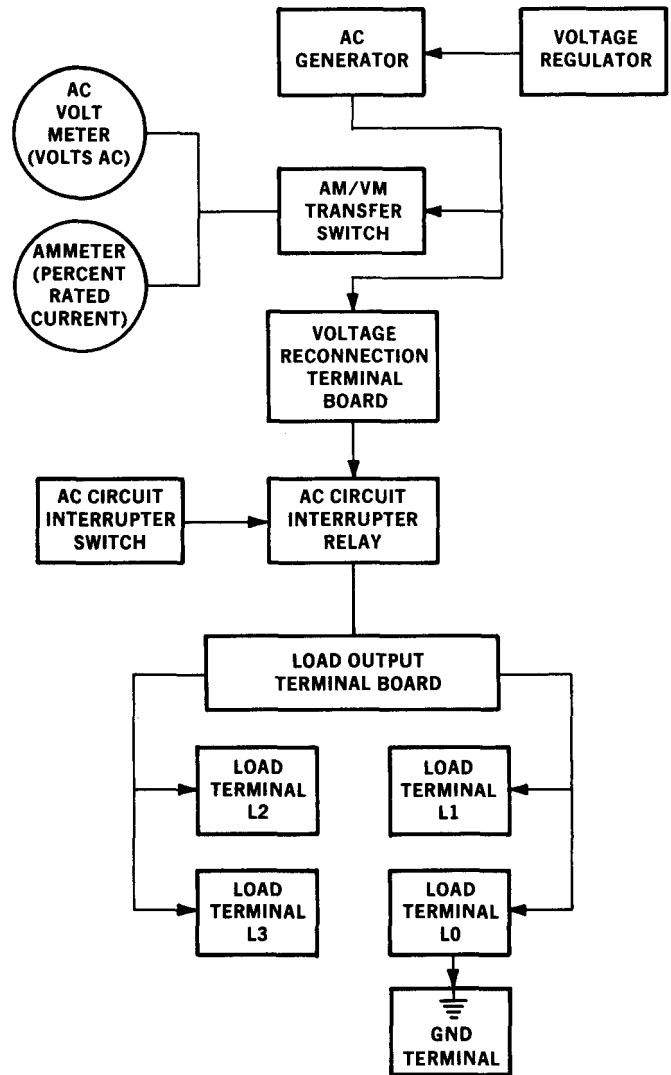 AC
GENERATOR
VOLTAGE
REGULATOR
AC
VOLT
METER
(VOLTS AC)
AM/VM
TRANSFER
SWITCH
AMMETER
(PERCENT
RATED
CURRENT)
VOLTAGE
RECONNECTION
TERMINAL
BOARD
AC CIRCUIT
INTERRUPTER
SWITCH
AC CIRCUIT
INTERRUPTER
RELAY
LOAD OUTPUT
TERMINAL BOARD
LOAD
TERMINAL
L2
LOAD
TERMINAL
L1
LOAD
TERMINAL
L3
LOAD
TERMINAL
L0
GND
TERMINAL